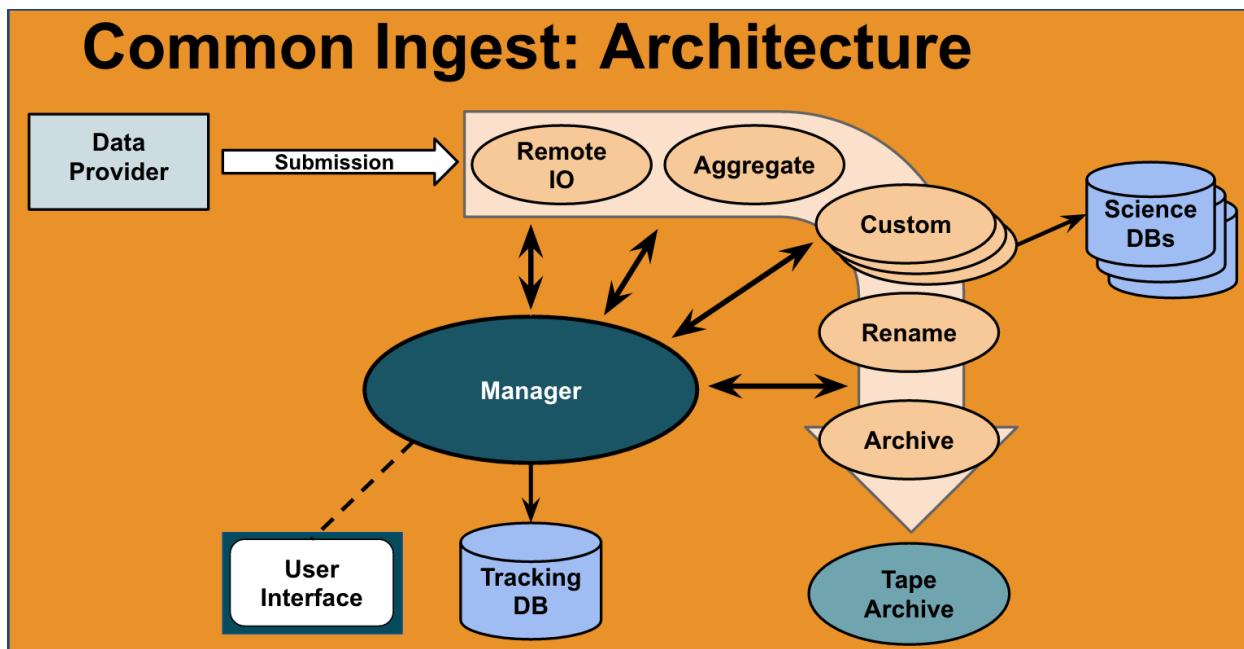 Common Ingest: Architecture
Data
Provider
Submission
Remote
IO
Aggregate
Custom
Science
DBs
Rename
Manager
Archive
User
Interface
Tracking
DB
Tape
Archive